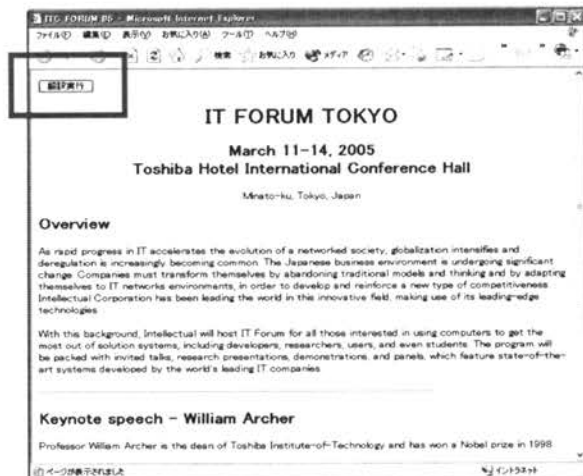 ITC FORUM 05 - Microsoft Internet Explorer
ファイル(F) 編集(E) 表示(V) お気に入り(A) ツール(T) ヘルプ(H)
検索 お気に入り メディア
翻訳実行
IT FORUM TOKYO
March 11-14, 2005
Toshiba Hotel International Conference Hall
Minato-ku, Tokyo, Japan
Overview
As rapid progress in IT accelerates the evolution of a networked society, globalization intensifies and
deregulation is increasingly becoming common. The Japanese business environment is undergoing significant
change. Companies must transform themselves by abandoning traditional models and thinking and by adapting
themselves to IT networks environments, in order to develop and reinforce a new type of competitiveness.
Intellectual Corporation has been leading the world in this innovative field, making use of its leading-edge
technologies.
With this background, Intellectual will host IT Forum for all those interested in using computers to get the
most out of solution systems, including developers, researchers, users, and even students. The program will
be packed with invited talks, research presentations, demonstrations, and panels, which feature state-of-the-
art systems developed by the world's leading IT companies.
Keynote speech - William Archer
Professor William Archer is the dean of Toshiba Institute-of-Technology and has won a Nobel prize in 1998.
ページが表示されました イントラネット